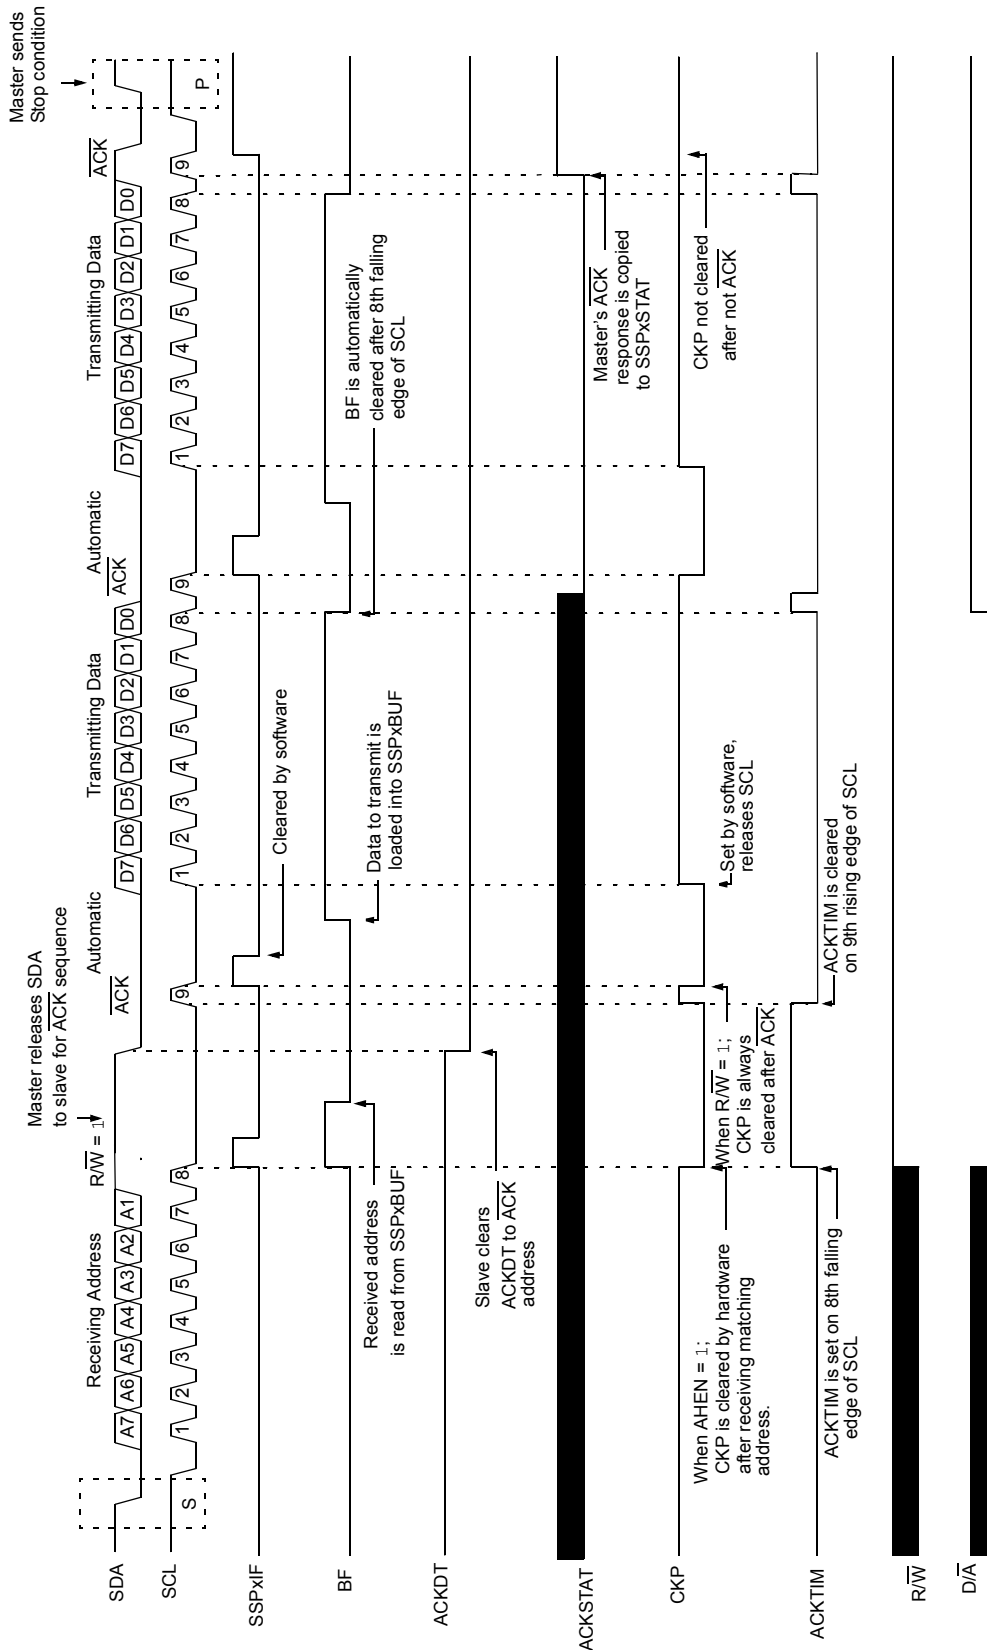 Master releases SDA
to slave for ACK sequence
Master sends
Stop condition
Receiving Address
R/W = 1
Automatic
Transmitting Data
Automatic
Transmitting Data
ACK
ACK
ACK
SDA
A7 A6 A5 A4 A3 A2 A1
D7 D6 D5 D4 D3 D2 D1 D0
D7 D6 D5 D4 D3 D2 D1 D0
SCL
S
1 2 3 4 5 6 7 8 9
1 2 3 4 5 6 7 8 9
1 2 3 4 5 6 7 8 9
P
SSPxIF
Cleared by software
BF
Received address
is read from SSPxBUF
Data to transmit is
loaded into SSPxBUF
BF is automatically
cleared after 8th falling
edge of SCL
ACKDT
Slave clears
ACKDT to ACK
address
ACKSTAT
Master's ACK
response is copied
to SSPxSTAT
CKP
When AHEN = 1;
CKP is cleared by hardware
after receiving matching
address.
When R/W = 1;
CKP is always
cleared after ACK
Set by software,
releases SCL
CKP not cleared
after not ACK
ACKTIM
ACKTIM is set on 8th falling
edge of SCL
ACKTIM is cleared
on 9th rising edge of SCL
R/W
D/A